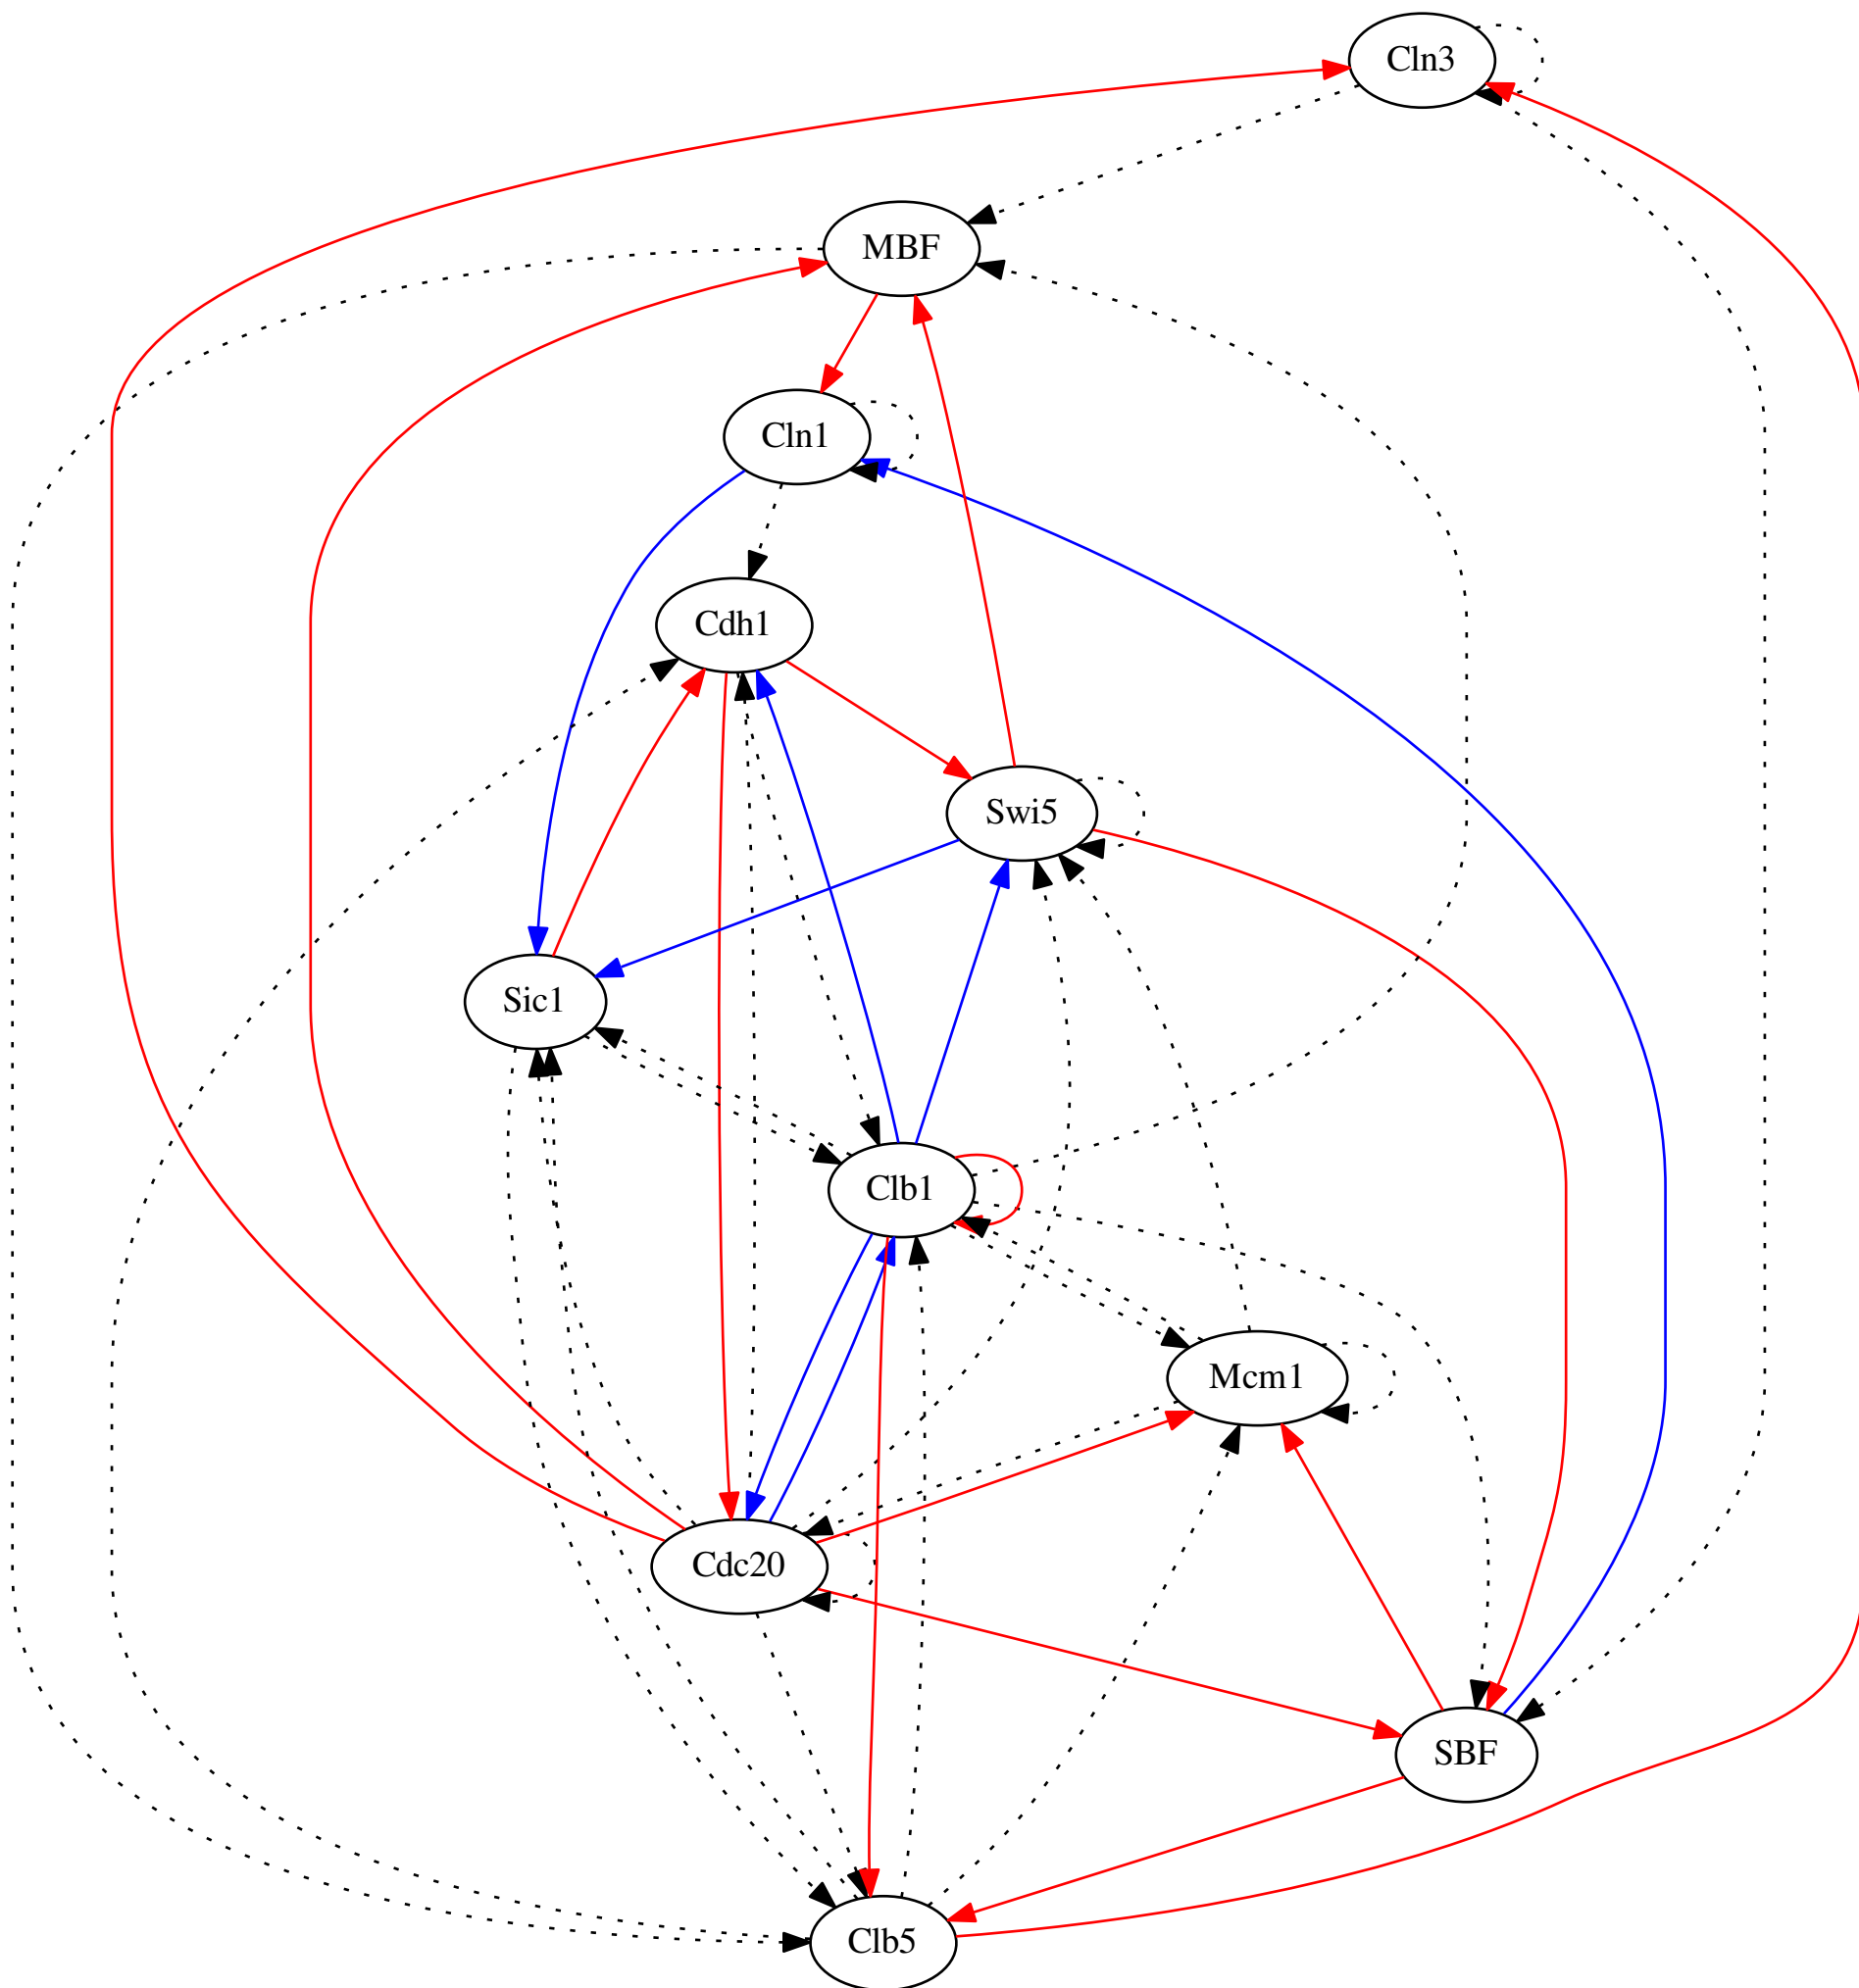 Cln3
MBF
Cln1
Cdh1
Swi5
Sic1
Clb1
Mcm1
Cdc20
SBF
Clb5